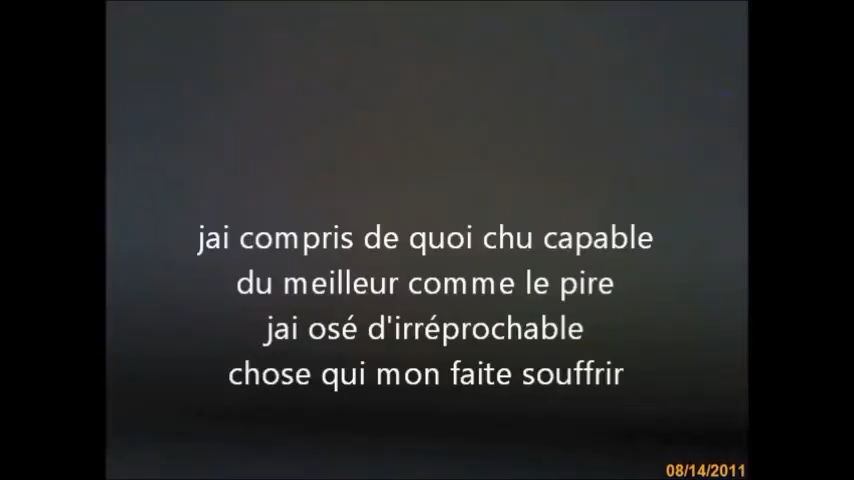 jai compris de quoi chu capable
du meilleur comme le pire
jai osé d'irréprochable
chose qui mon faite souffrir
08/14/2011